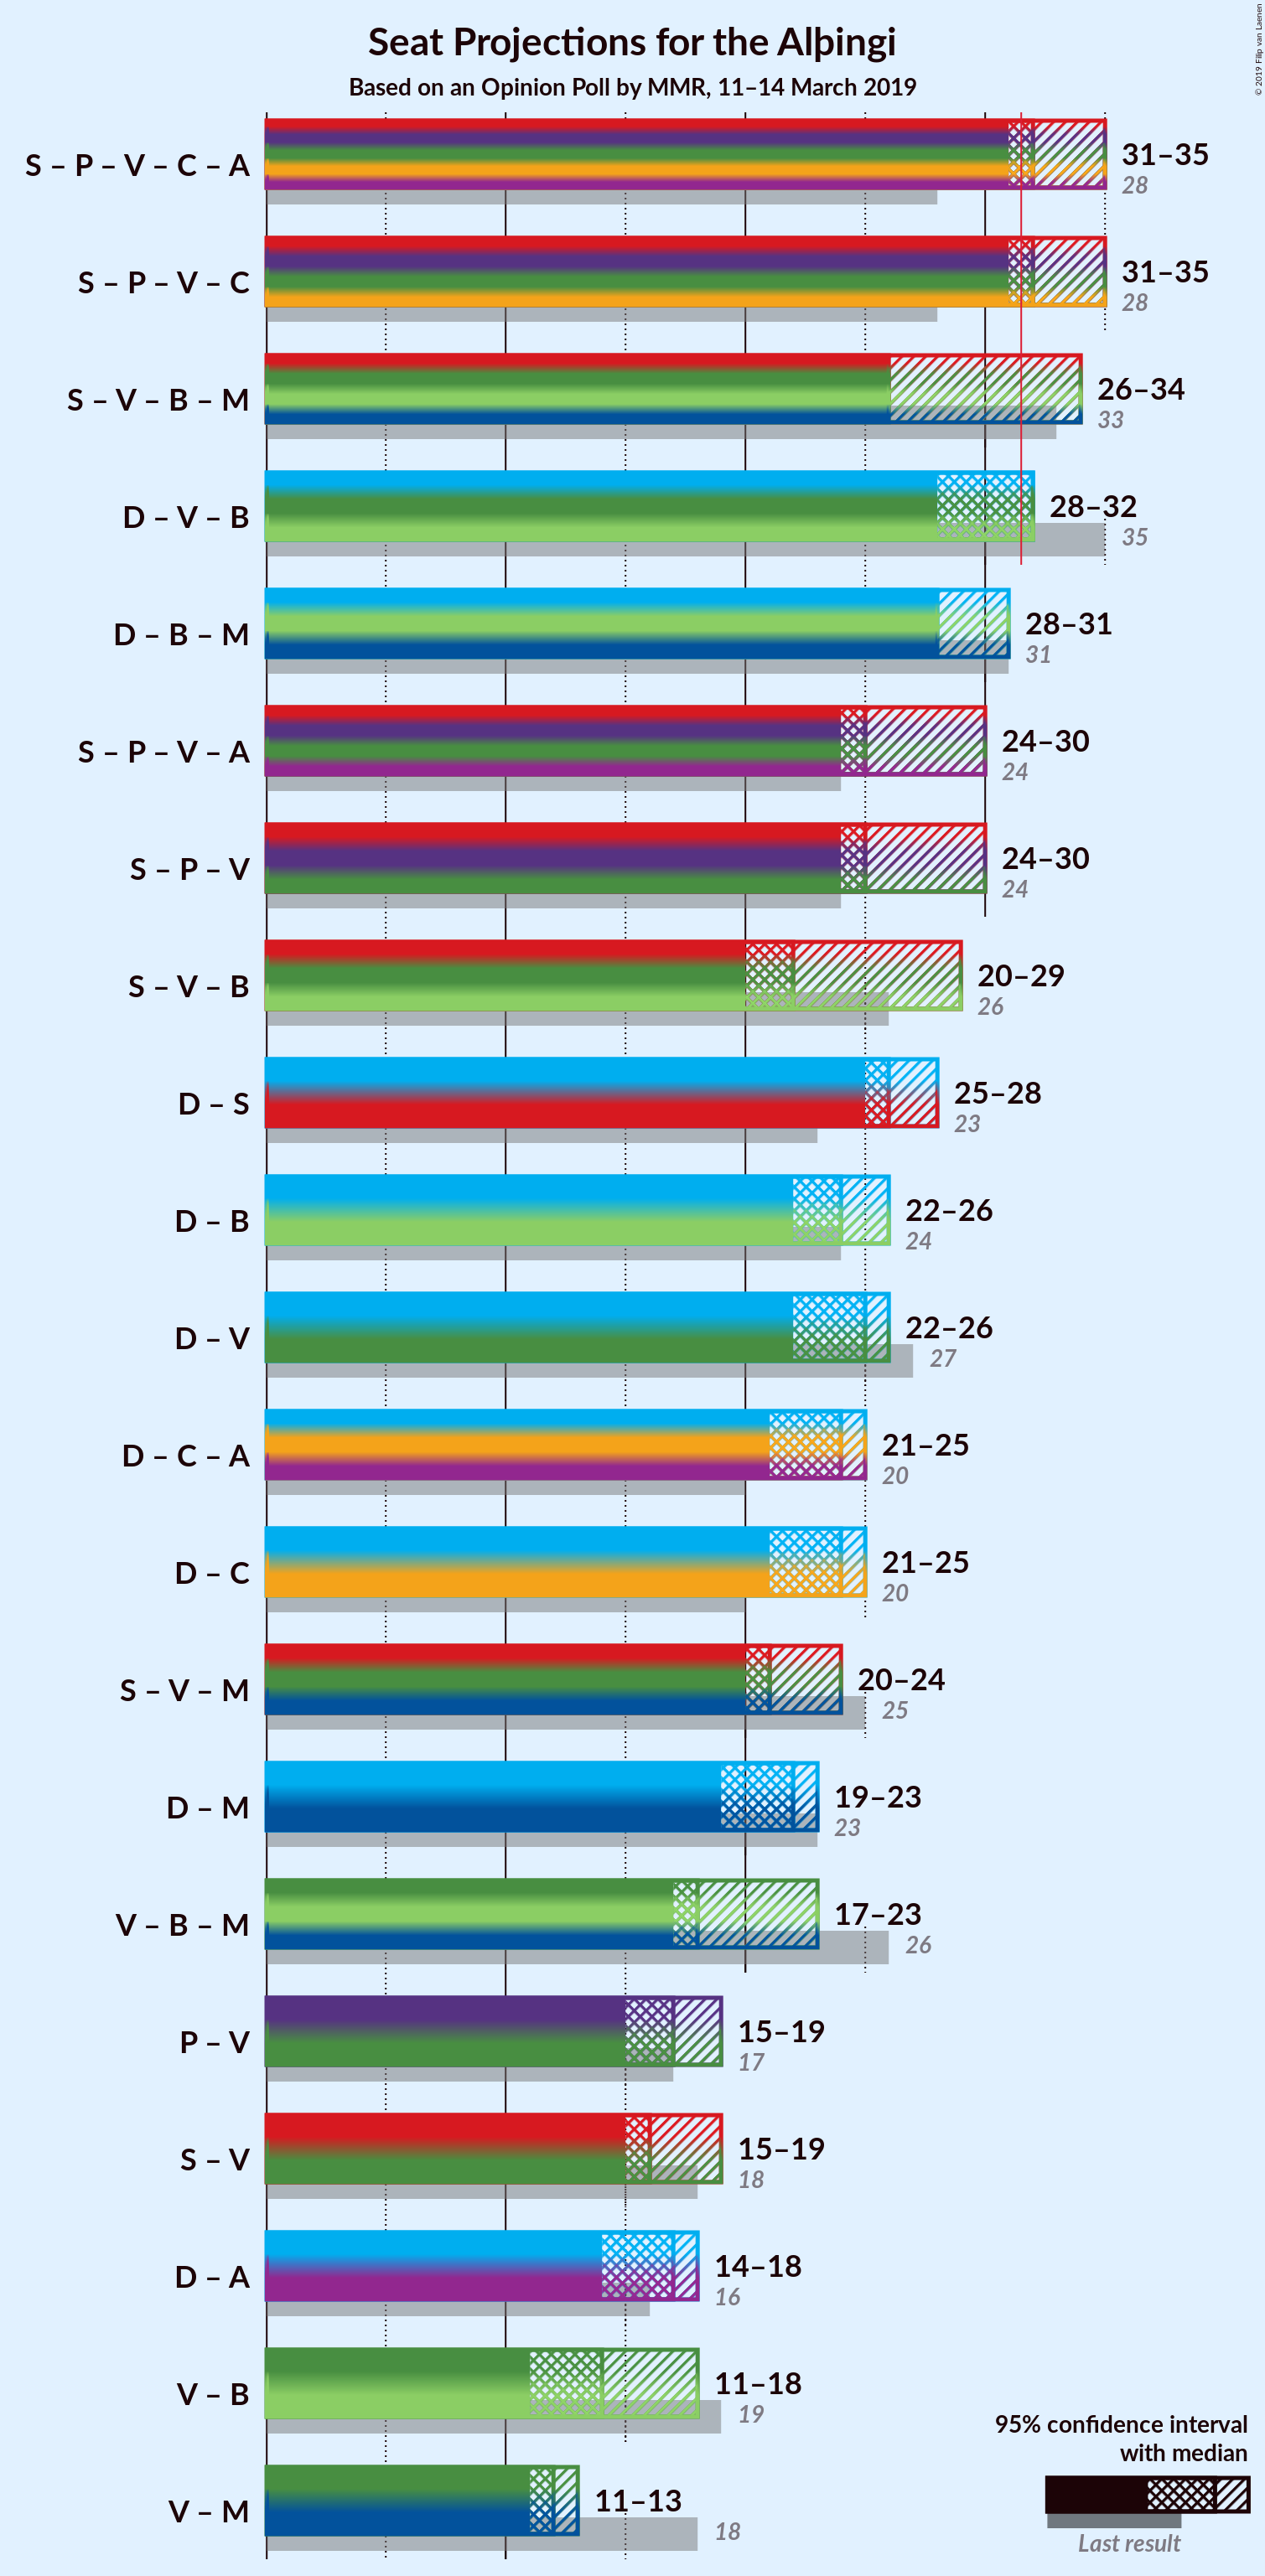 Seat Projections for the Alþingi
Based on an Opinion Poll by MMR, 11–14 March 2019
© 2019 Filip van Laenen
S – P – V – C – A
31–35
28
S – P – V – C
31–35
28
S – V – B – M
26–34
33
D – V – B
28–32
35
D – B – M
28–31
31
S – P – V – A
24–30
24
S – P – V
24–30
24
S – V – B
20–29
26
D – S
25–28
23
D – B
22–26
24
D – V
22–26
27
D – C – A
21–25
20
D – C
21–25
20
S – V – M
20–24
25
D – M
19–23
23
V – B – M
17–23
26
P – V
15–19
17
S – V
15–19
18
D – A
14–18
16
V – B
11–18
19
V – M
11–13
18
95% confidence interval
with median
Last result